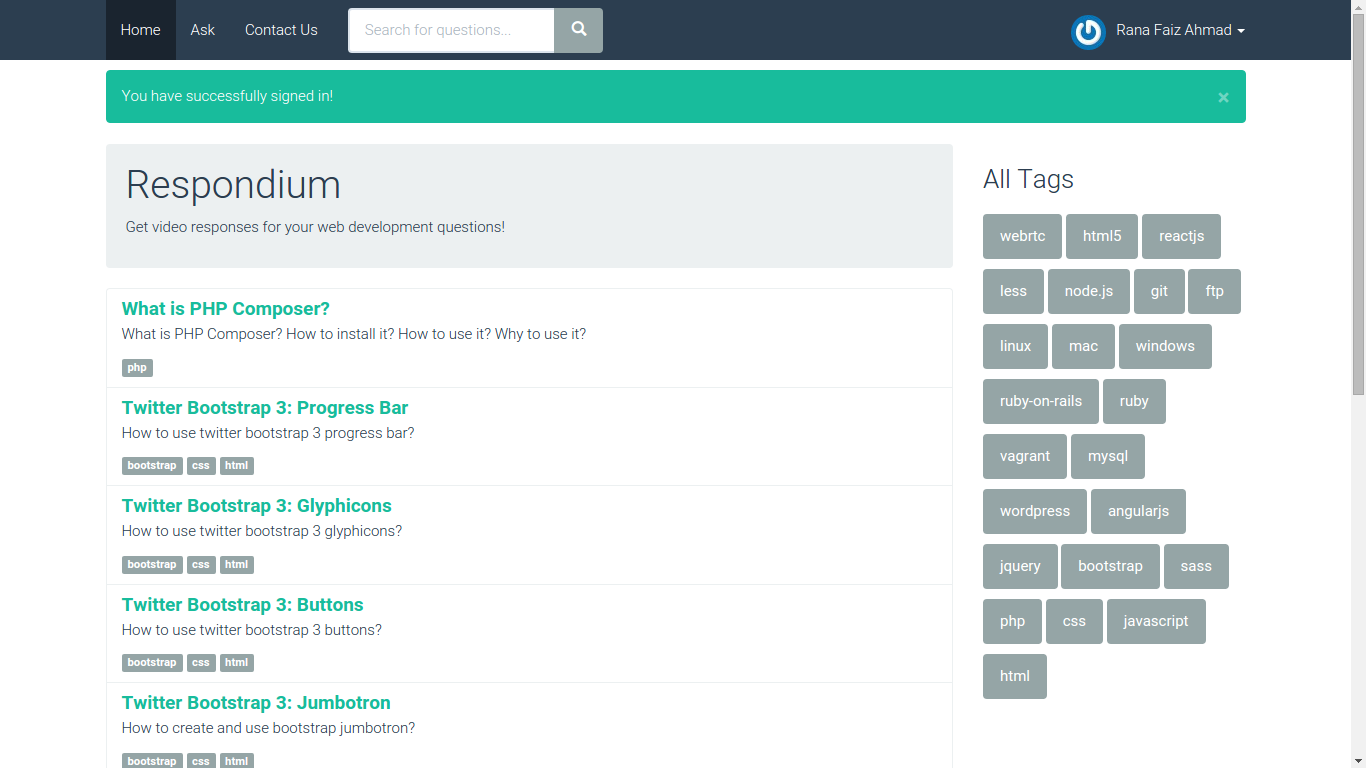 Home Ask Contact Us Search for questions... Rana Faiz Ahmad
You have successfully signed in! ×
Respondium
Get video responses for your web development questions!
What is PHP Composer?
What is PHP Composer? How to install it? How to use it? Why to use it?
php
Twitter Bootstrap 3: Progress Bar
How to use twitter bootstrap 3 progress bar?
bootstrap css html
Twitter Bootstrap 3: Glyphicons
How to use twitter bootstrap 3 glyphicons?
bootstrap css html
Twitter Bootstrap 3: Buttons
How to use twitter bootstrap 3 buttons?
bootstrap css html
Twitter Bootstrap 3: Jumbotron
How to create and use bootstrap jumbotron?
bootstrap css html
All Tags
webrtc html5 reactjs
less node.js git ftp
linux mac windows
ruby-on-rails ruby
vagrant mysql
wordpress angularjs
jquery bootstrap sass
php css javascript
html